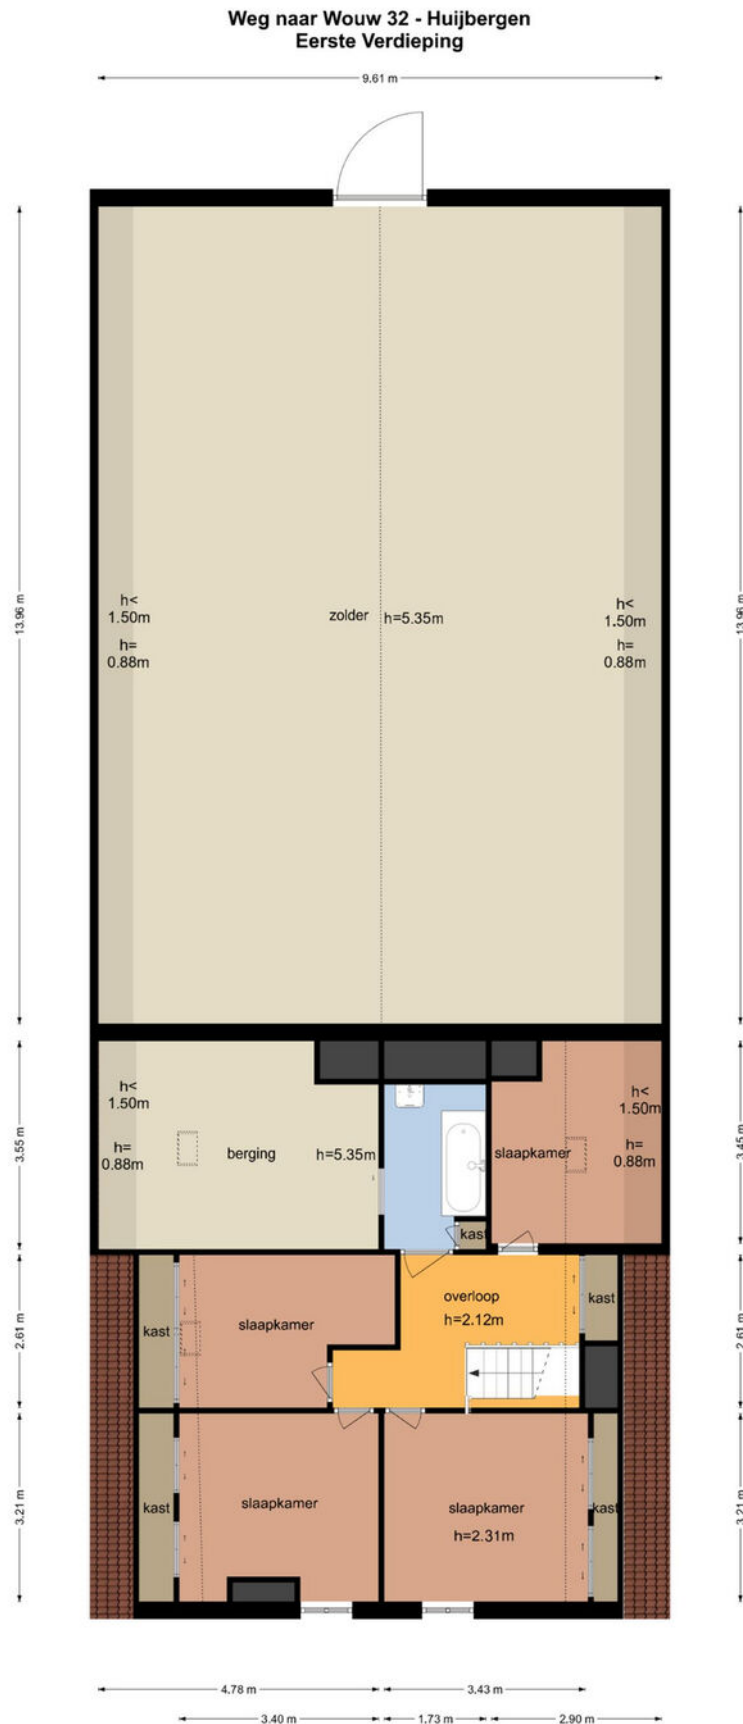 Weg naar Wouw 32 - Huijbergen
Eerste Verdieping
9.61 m
13.96 m
13.96 m
h<
1.50m
h=
0.88m
zolder
h=5.35m
h<
1.50m
h=
0.88m
3.55 m
3.45 m
h<
1.50m
h=
0.88m
berging
h=5.35m
slaapkamer
h<
1.50m
h=
0.88m
kast
2.61 m
2.61 m
kast
slaapkamer
overloop
h=2.12m
kast
3.21 m
3.21 m
kast
slaapkamer
slaapkamer
h=2.31m
kast
4.78 m
3.43 m
3.40 m
1.73 m
2.90 m